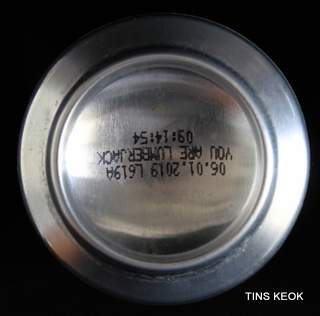 06.01.2019 L619A
YOU ARE LUMBERJACK
09:14:54
TINS KEOK